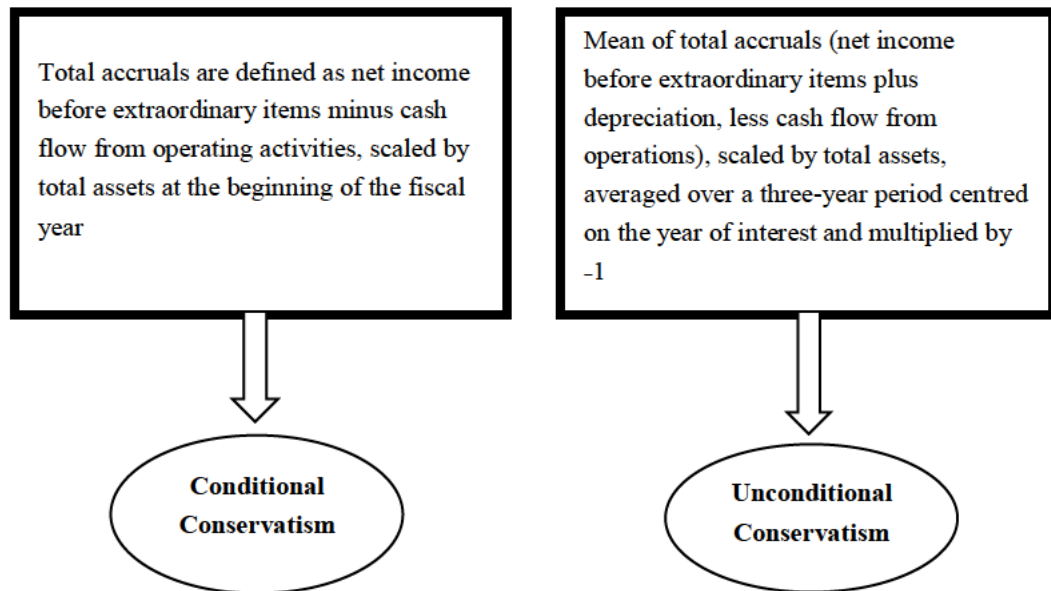 Total accruals are defined as net income
before extraordinary items minus cash
flow from operating activities, scaled by
total assets at the beginning of the fiscal
year
Mean of total accruals (net income
before extraordinary items plus
depreciation, less cash flow from
operations), scaled by total assets,
averaged over a three-year period centred
on the year of interest and multiplied by
-1
Conditional
Conservatism
Unconditional
Conservatism